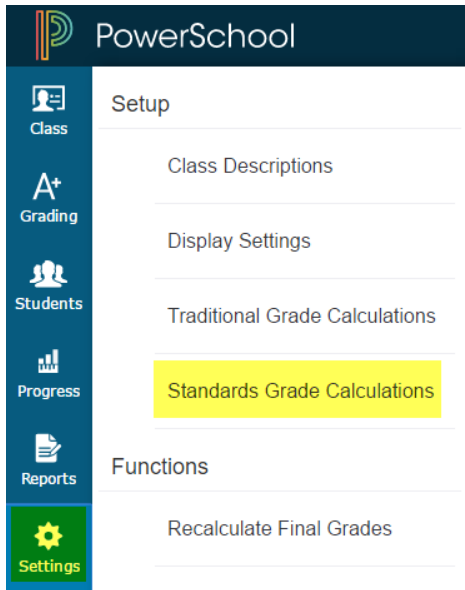 PowerSchool
Class
A+
Grading
Students
Progress
Reports
Settings
Setup
Class Descriptions
Display Settings
Traditional Grade Calculations
Standards Grade Calculations
Functions
Recalculate Final Grades